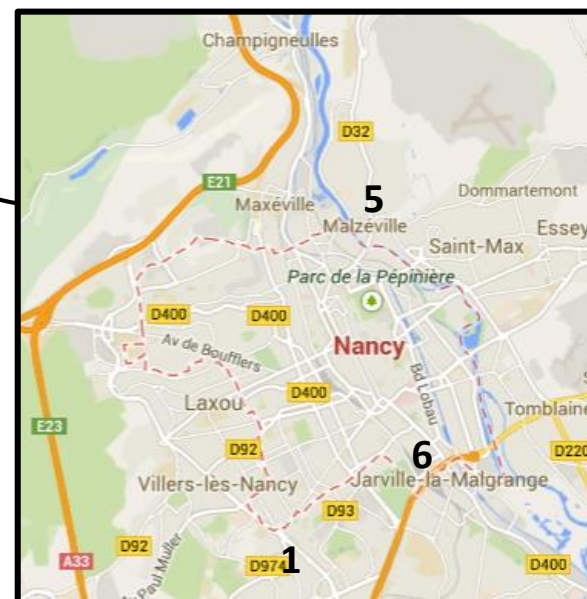 Champigneulles
D32
E21
Dommartemont
Maxéville
5
Malzéville
Essey
Saint-Max
Parc de la Pépinière
D400
D400
Av de Boufflers
Nancy
Bd Lobau
D400
Laxou
Tomblaine
E23
D92
6
D220
Villers-lès-Nancy
Jarville-la-Malgrange
D93
D92
Paul Muller
1
A33
D974
D400